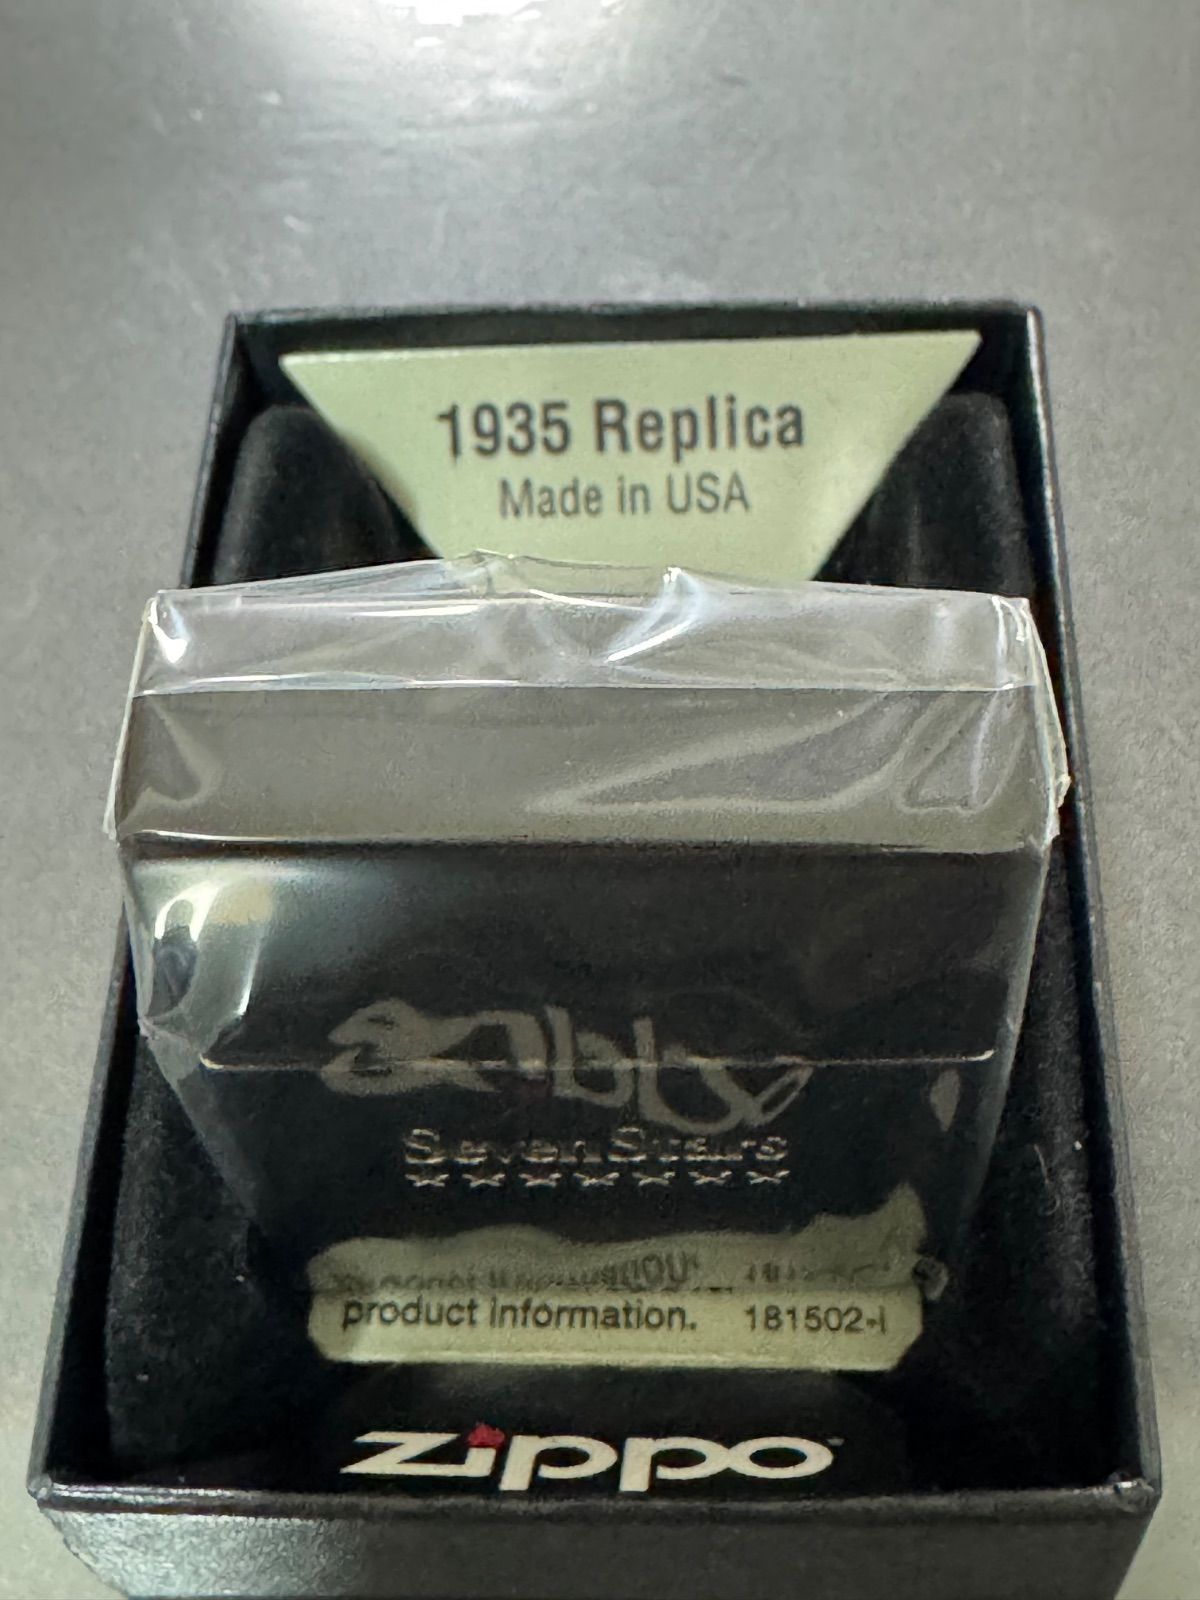 1935 Replica
Made in USA
Seven Stars
product information. 181502-I
zippo